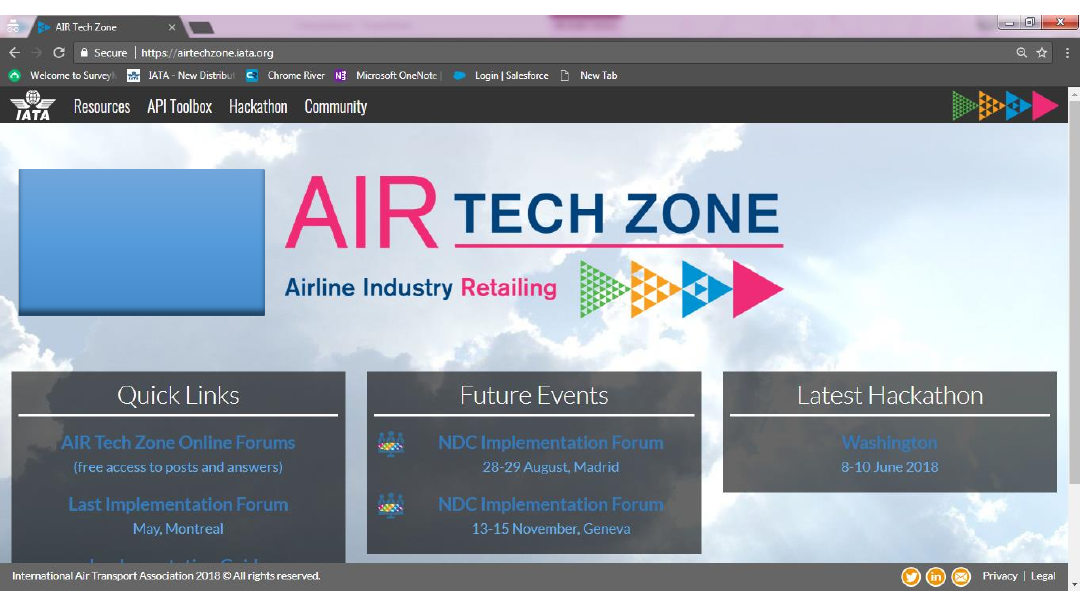 AIR Tech Zone
Secure | https://airtechzone.iata.org
Welcome to Survey
IATA - New Distribut
Chrome River
Microsoft OneNote
Login | Salesforce
New Tab
IATA
Resources API Toolbox Hackathon Community
AIR TECH ZONE
Airline Industry Retailing
Quick Links
AIR Tech Zone Online Forums
(free access to posts and answers)
Last Implementation Forum
May, Montreal
Future Events
NDC Implementation Forum
28-29 August, Madrid
NDC Implementation Forum
13-15 November, Geneva
Latest Hackathon
Washington
8-10 June 2018
International Air Transport Association 2018 © All rights reserved.
Privacy | Legal